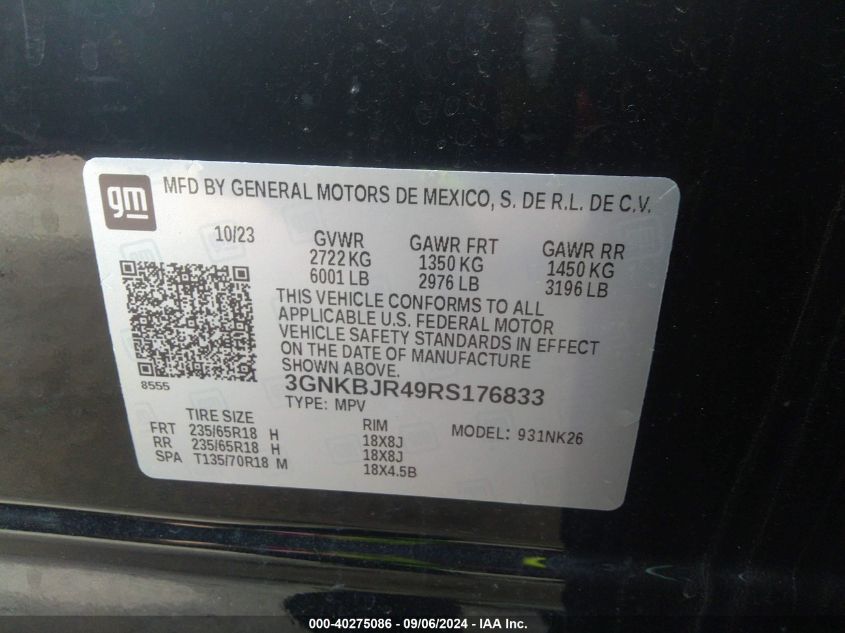 gm
MFD BY GENERAL MOTORS DE MEXICO, S. DE R.L. DE C.V.
10/23 GVWR GAWR FRT GAWR RR
2722 KG 1350 KG 1450 KG
6001 LB 2976 LB 3196 LB
THIS VEHICLE CONFORMS TO ALL
APPLICABLE U.S. FEDERAL MOTOR
VEHICLE SAFETY STANDARDS IN EFFECT
ON THE DATE OF MANUFACTURE
SHOWN ABOVE.
8555
3GNKBJR49RS176833
TYPE: MPV
TIRE SIZE RIM MODEL: 931NK26
FRT 235/65R18 H 18X8J
RR 235/65R18 H 18X8J
SPA T135/70R18 M 18X4.5B
000-40275086 - 09/06/2024 - IAA Inc.